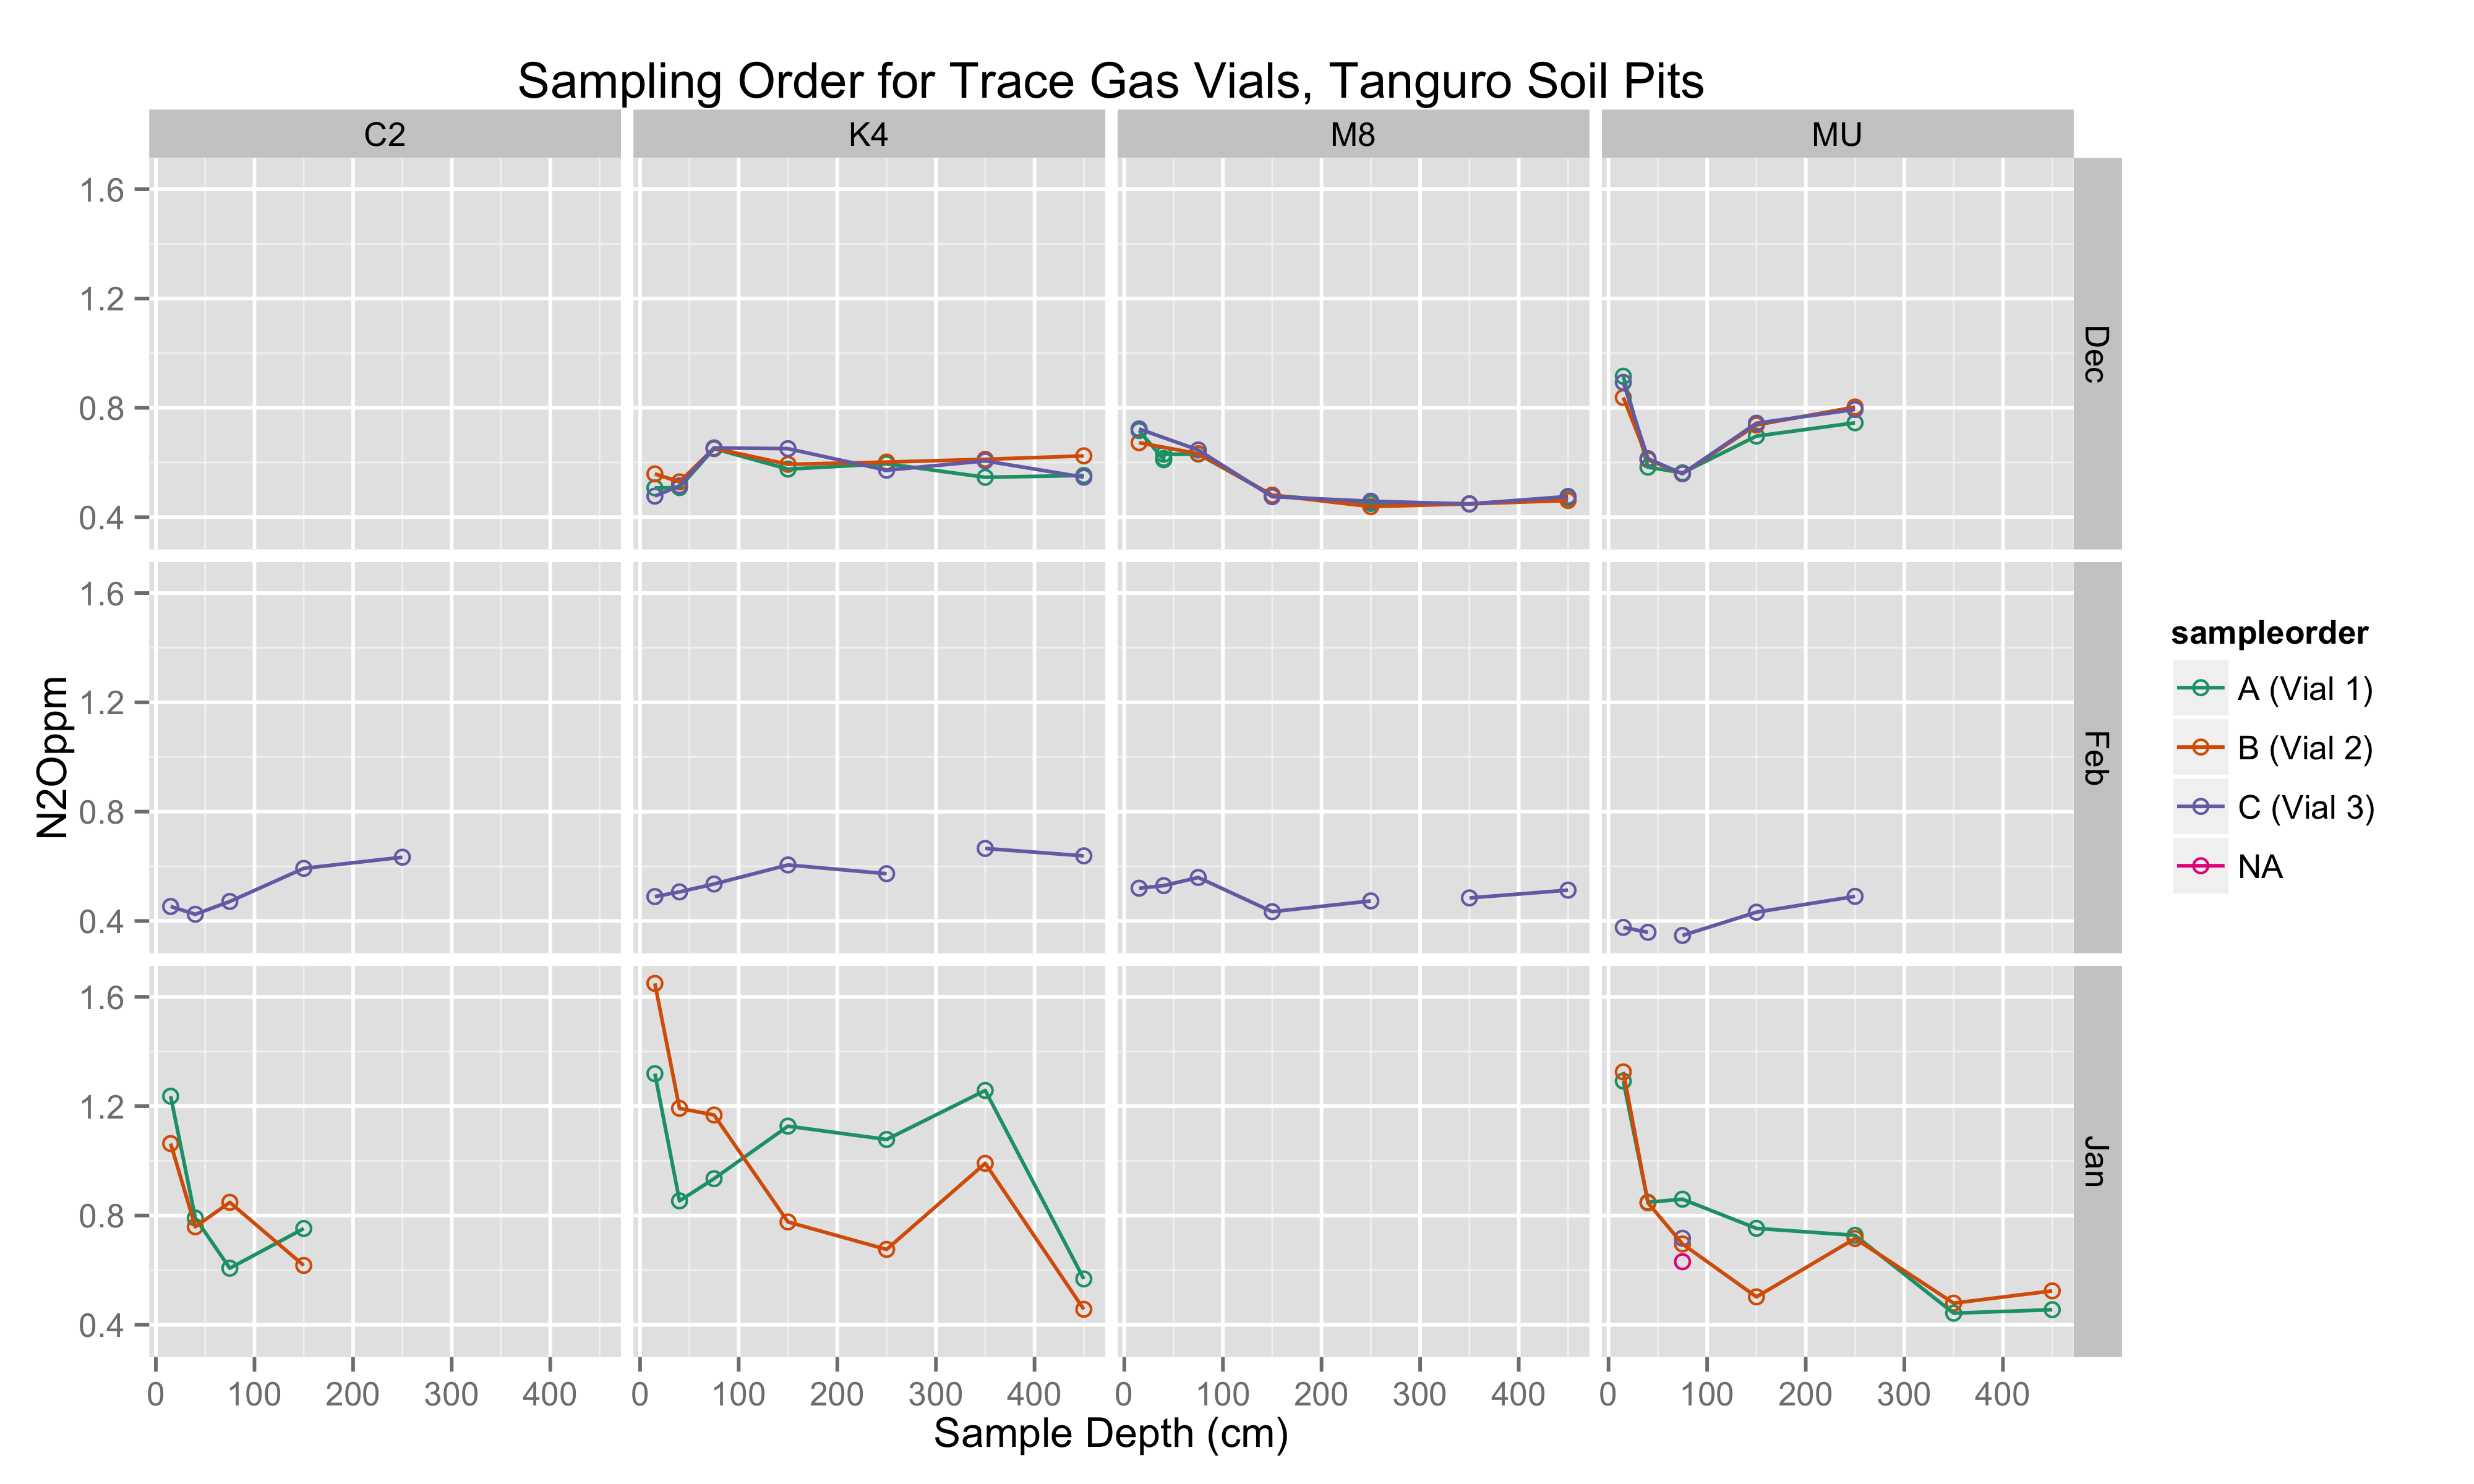 Sampling Order for Trace Gas Vials, Tanguro Soil Pits
C2 K4 M8 MU
1.6
1.2
0.8
0.4
Dec
1.6
1.2
0.8
0.4
Feb
1.6
1.2
0.8
0.4
Jan
N2Oppm
0 100 200 300 400 0 100 200 300 400 0 100 200 300 400 0 100 200 300 400
Sample Depth (cm)
sampleorder
A (Vial 1)
B (Vial 2)
C (Vial 3)
NA